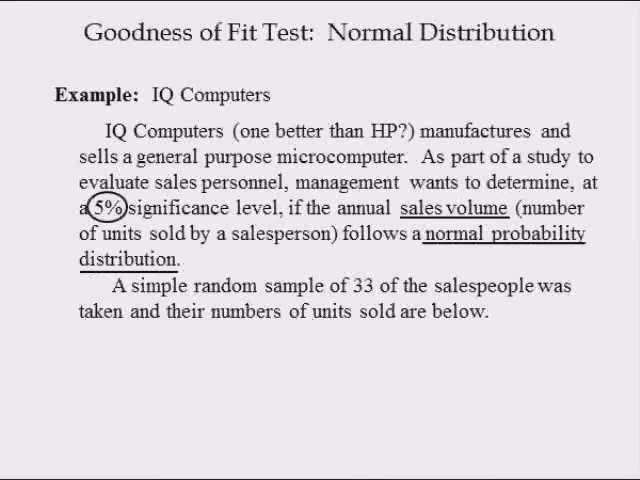 Goodness of Fit Test: Normal Distribution
Example: IQ Computers
IQ Computers (one better than HP?) manufactures and
sells a general purpose microcomputer. As part of a study to
evaluate sales personnel, management wants to determine, at
a 5% significance level, if the annual sales volume (number
of units sold by a salesperson) follows a normal probability
distribution.
A simple random sample of 33 of the salespeople was
taken and their numbers of units sold are below.